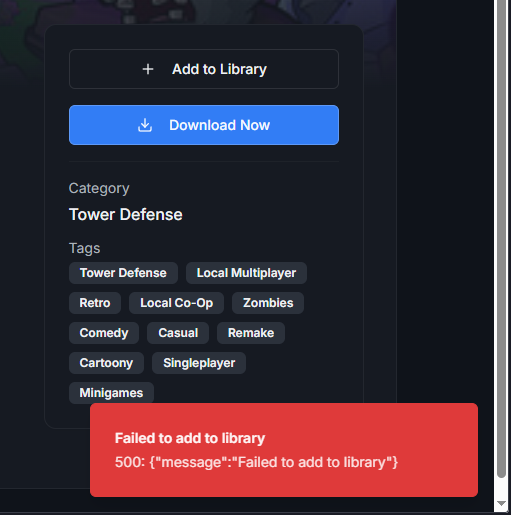 Add to Library
Download Now
Category
Tower Defense
Tags
Tower Defense Local Multiplayer
Retro Local Co-Op Zombies
Comedy Casual Remake
Cartoony Singleplayer
Minigames
Failed to add to library
500: {"message":"Failed to add to library"}